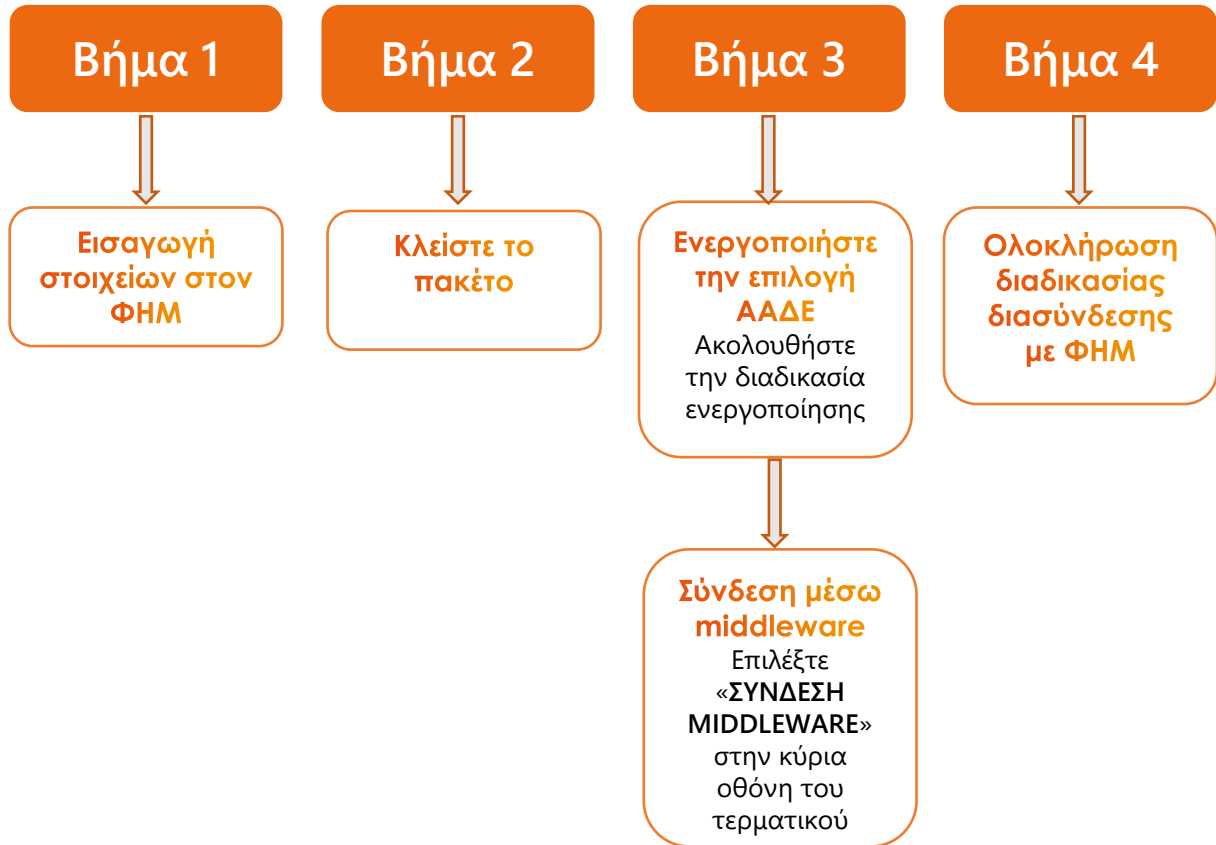 Βήμα 1
Βήμα 2
Βήμα 3
Βήμα 4
Εισαγωγή
στοιχείων στον
ΦΗΜ
Κλείστε το
πακέτο
Ενεργοποιήστε
την επιλογή
ΑΑΔΕ
Ακολουθήστε
την διαδικασία
ενεργοποίησης
Σύνδεση μέσω
middleware
Επιλέξτε
«ΣΥΝΔΕΣΗ
MIDDLEWARE»
στην κύρια
οθόνη του
τερματικού
Ολοκλήρωση
διαδικασίας
διασύνδεσης
με ΦΗΜ